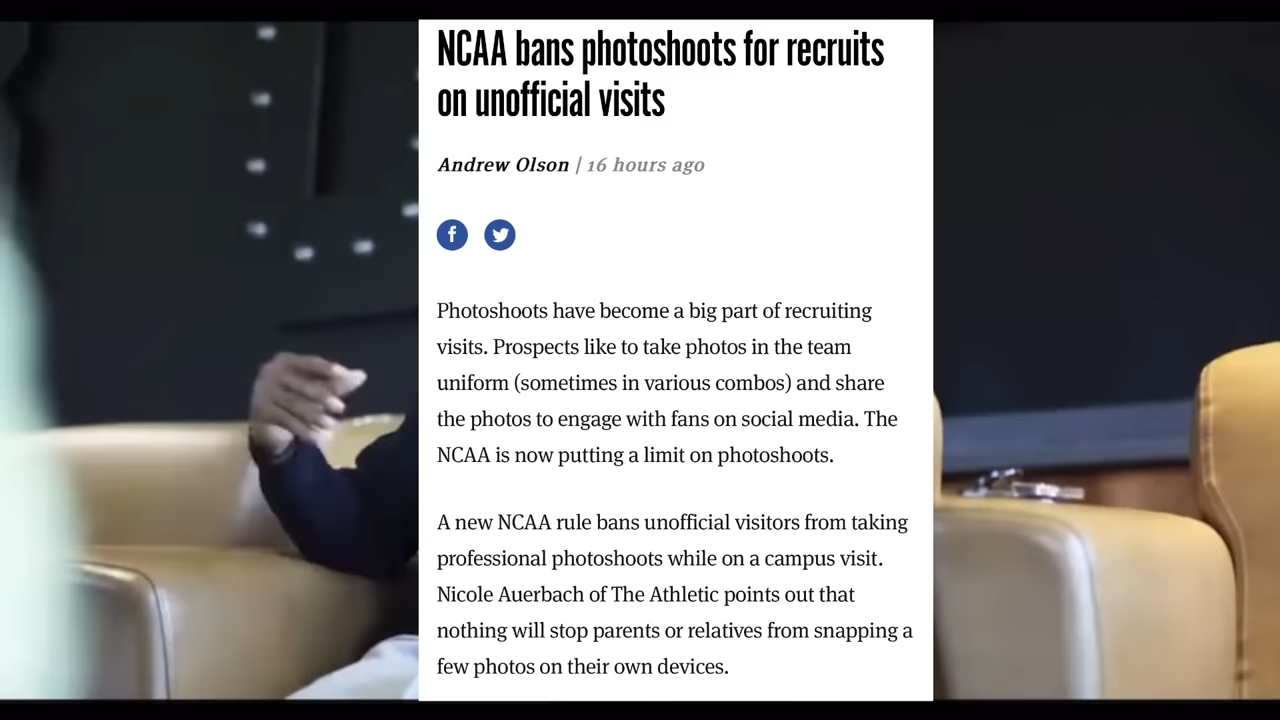 NCAA bans photoshoots for recruits
on unofficial visits
Andrew Olson | 16 hours ago
Photoshoots have become a big part of recruiting
visits. Prospects like to take photos in the team
uniform (sometimes in various combos) and share
the photos to engage with fans on social media. The
NCAA is now putting a limit on photoshoots.
A new NCAA rule bans unofficial visitors from taking
professional photoshoots while on a campus visit.
Nicole Auerbach of The Athletic points out that
nothing will stop parents or relatives from snapping a
few photos on their own devices.